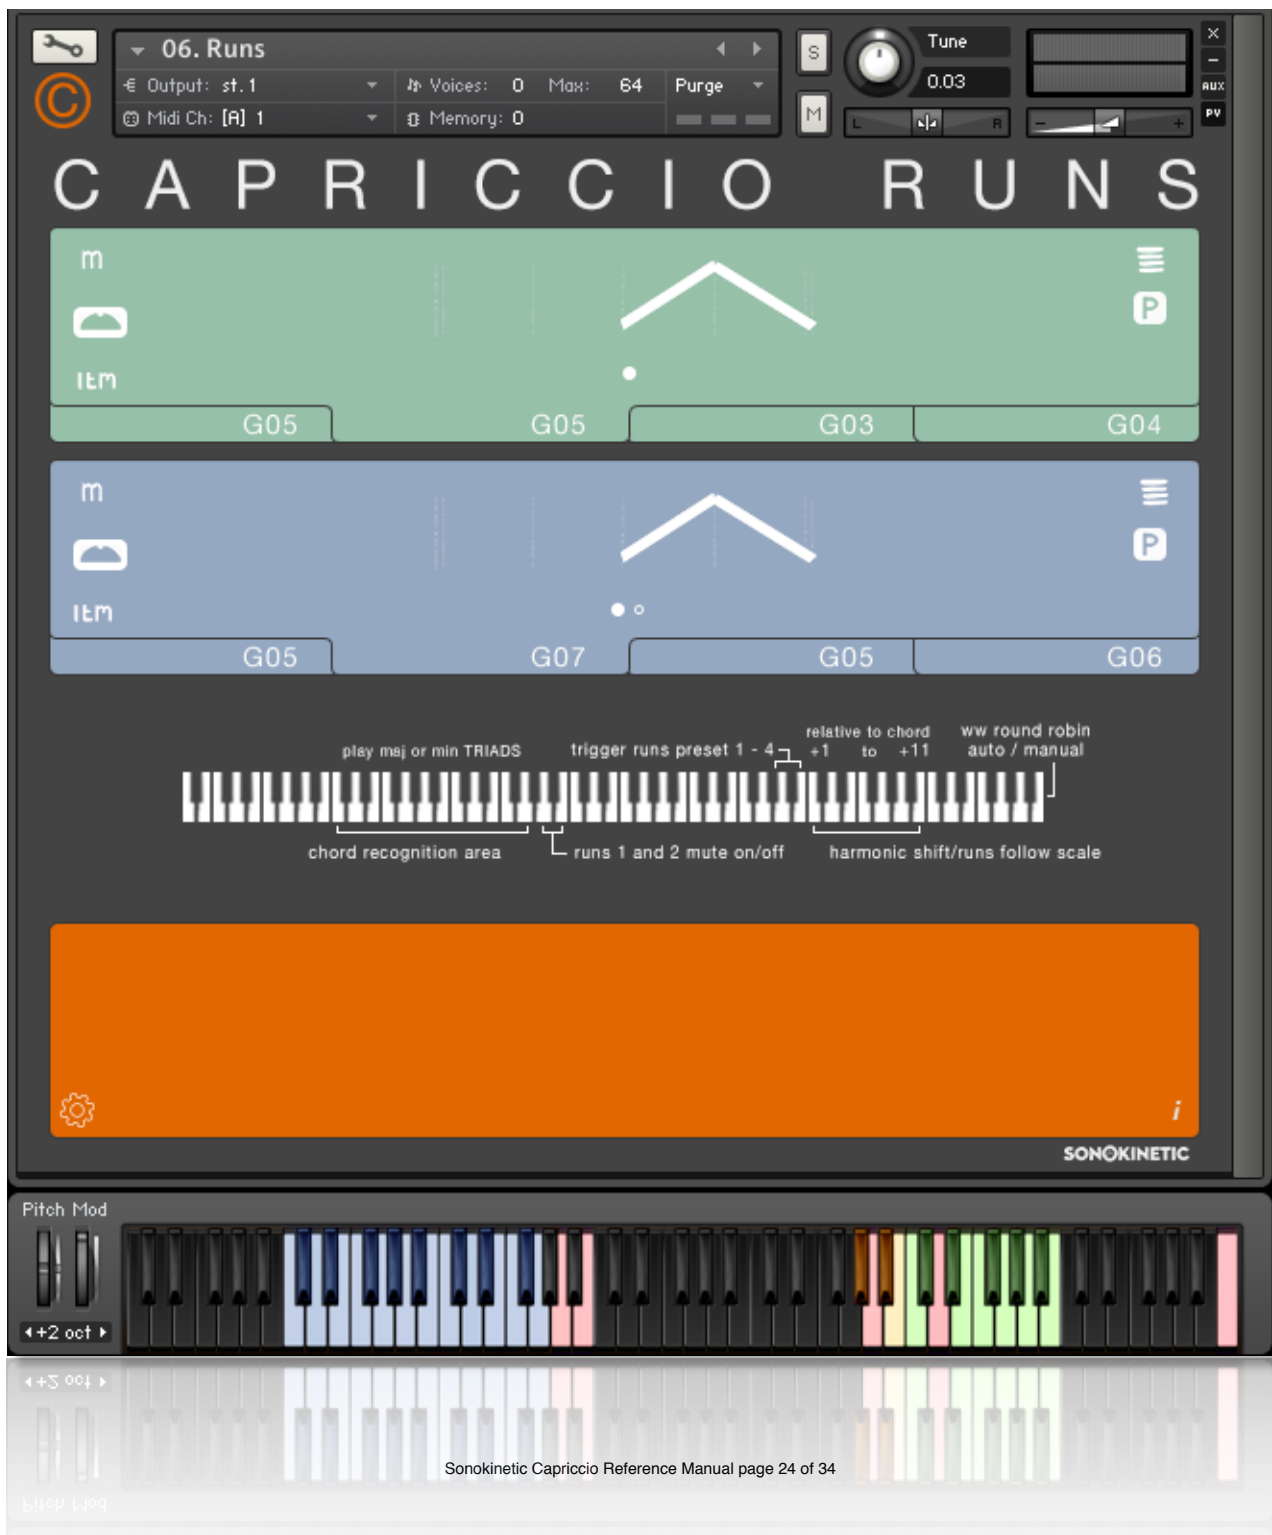 06. Runs
S
Tune
X
Output: st.1
Voices: 0 Max: 64
Purge
0.03
AUX
Midi Ch: [A] 1
Memory: 0
M
L
R
- +
PV
C
CAPRICCIO RUNS
m
P
ItM
G05 G05 G03 G04
m
P
ItM
G05 G07 G05 G06
relative to chord
ww round robin
play maj or min TRIADS
trigger runs preset 1 - 4
+1 to +11
auto / manual
chord recognition area
runs 1 and 2 mute on/off
harmonic shift/runs follow scale
i
SONOKINETIC
Pitch Mod
+2 oct
Sonokinetic Capriccio Reference Manual page 24 of 34